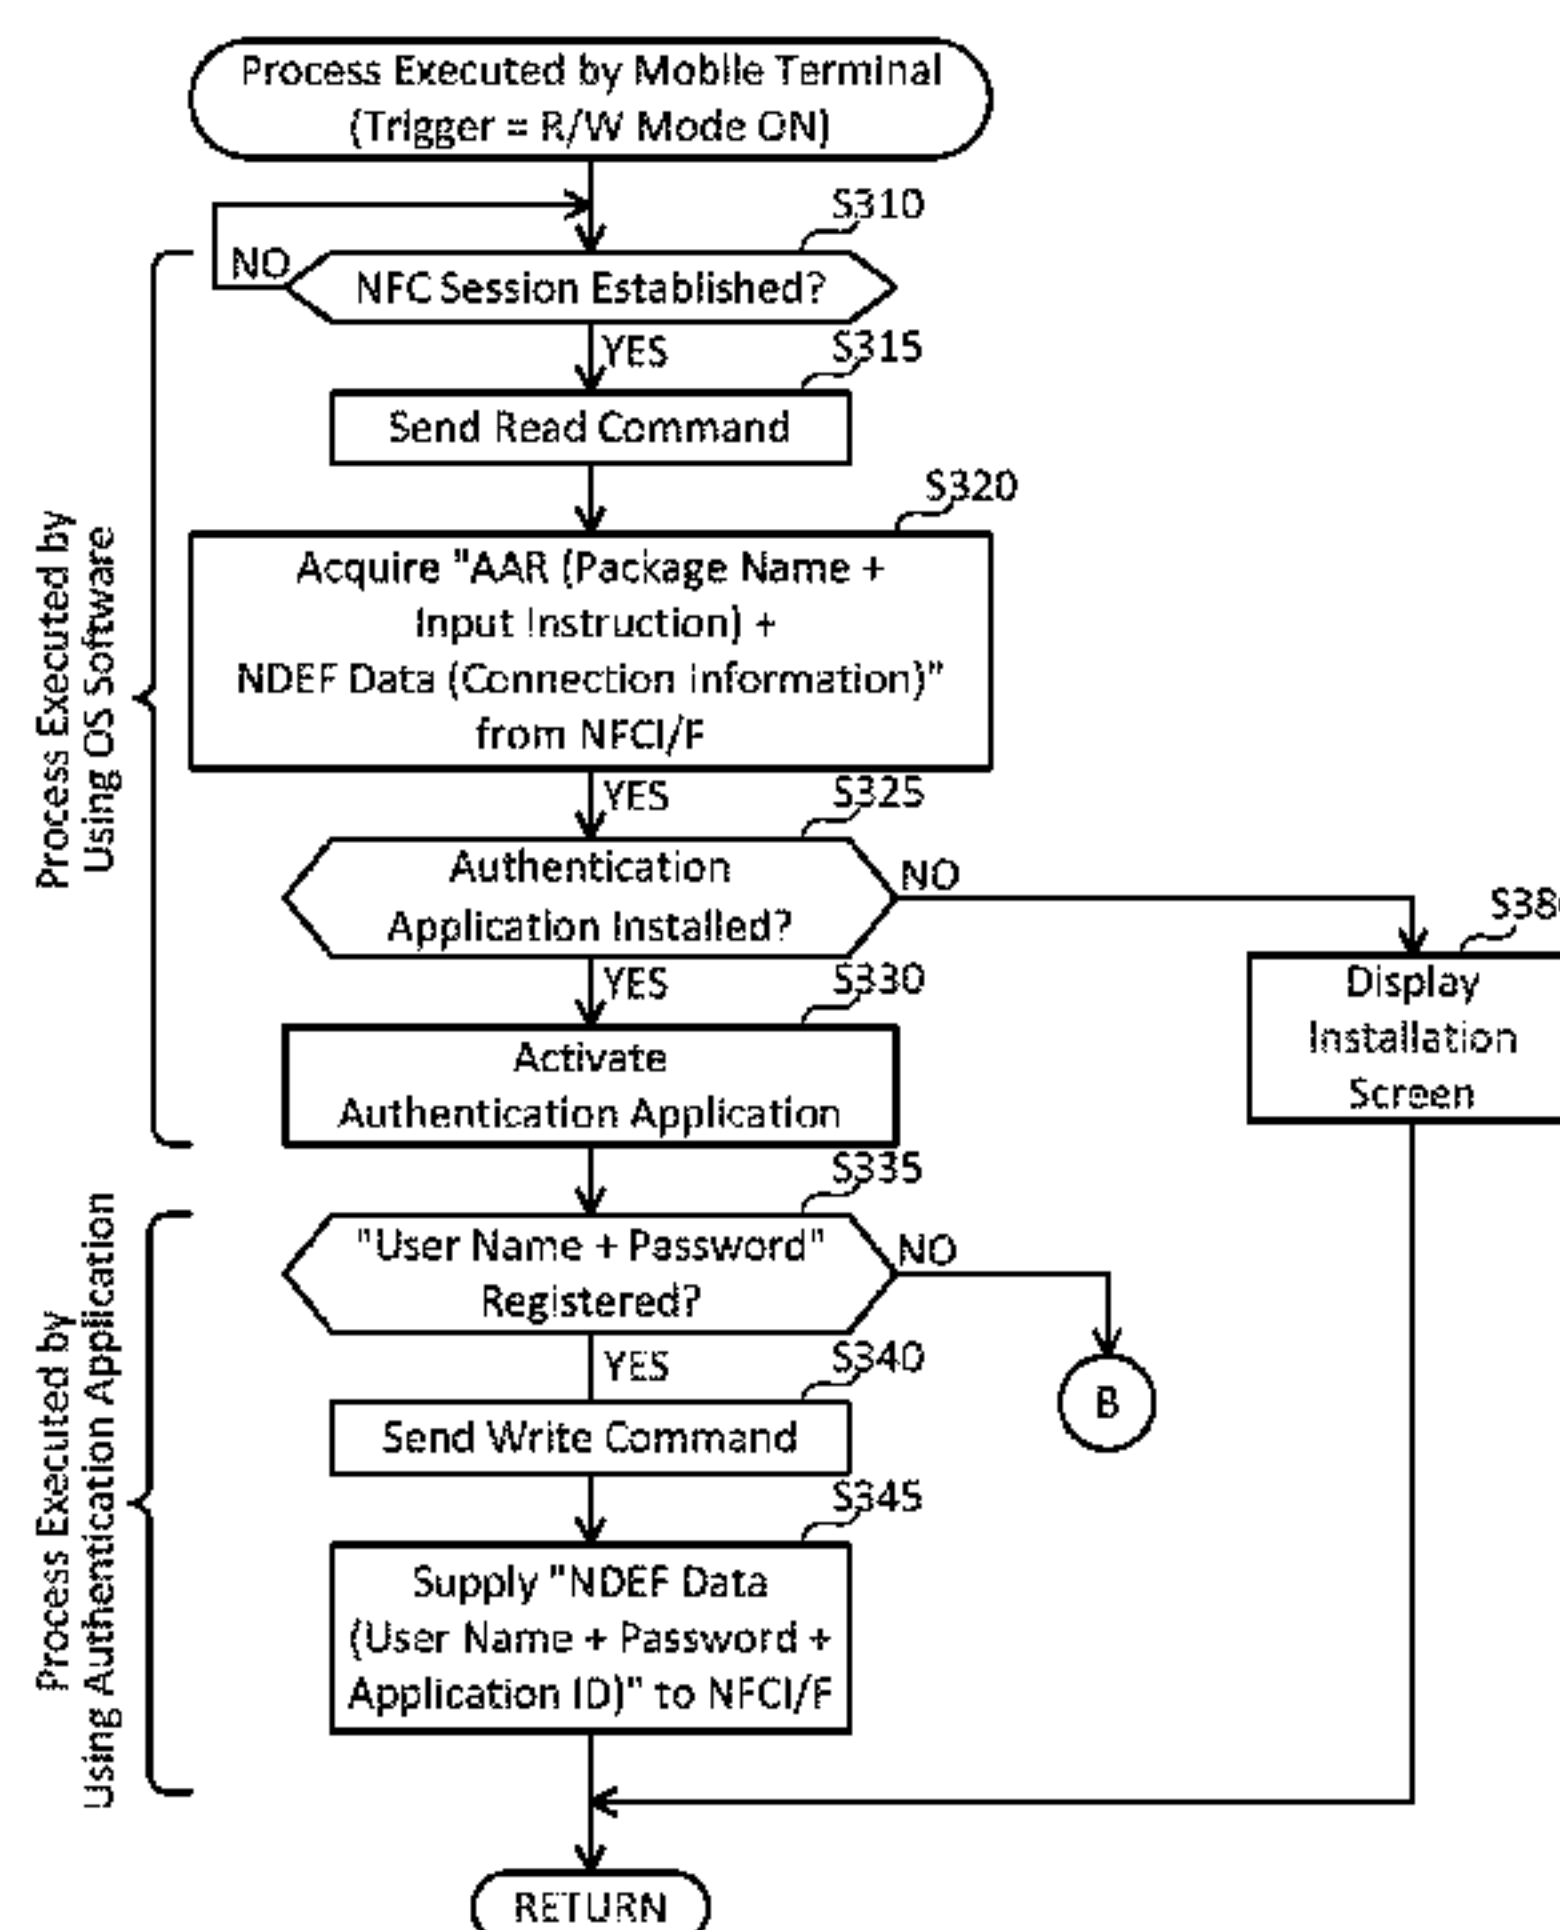 Process Executed by Mobile Terminal
(Trigger = R/W Mode ON)
S310
NO
NFC Session Established?
YES
S315
Send Read Command
S320
Acquire "AAR (Package Name +
Input Instruction) +
NDEF Data (Connection Information)"
from NFCI/F
YES
S325
Authentication
Application Installed?
NO
YES
S330
Activate
Authentication Application
Display
Installation
Screen
Process Executed by
Using OS Software
S335
"User Name + Password"
Registered?
NO
B
YES
S340
Send Write Command
S345
Supply "NDEF Data
(User Name + Password +
Application ID)" to NFCI/F
Process Executed by
Using Authentication Application
RETURN